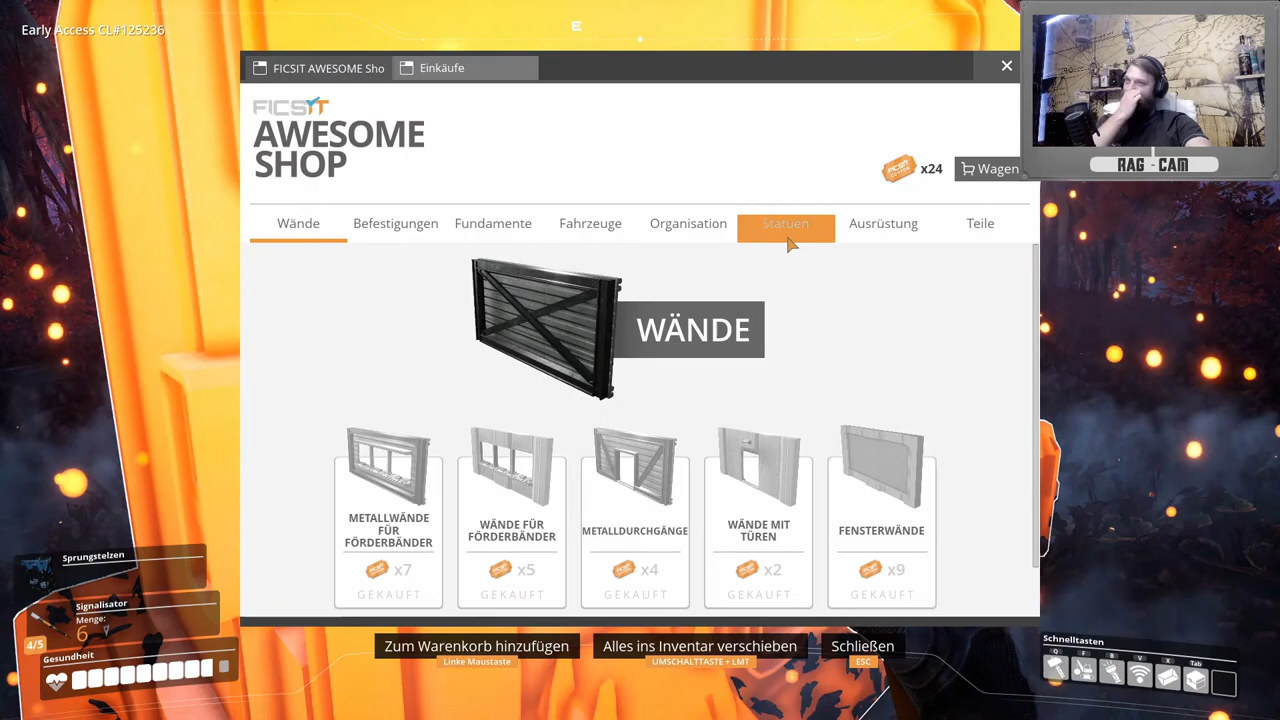 Early Access CL#125236
E
FICSIT AWESOME Sho
Einkäufe
FICSIT
AWESOME
SHOP
x24
Wagen
Wände
Befestigungen
Fundamente
Fahrzeuge
Organisation
Statuen
Ausrüstung
Teile
WÄNDE
METALLWÄNDE
FÜR
FÖRDERBÄNDER
x7
GEKAUFT
WÄNDE FÜR
FÖRDERBÄNDER
x5
GEKAUFT
METALLDURCHGÄNGE
x4
GEKAUFT
WÄNDE MIT
TÜREN
x2
GEKAUFT
FENSTERWÄNDE
x9
GEKAUFT
Zum Warenkorb hinzufügen
Linke Maustaste
Alles ins Inventar verschieben
UMSCHALTTASTE + LMT
Schließen
ESC
RAG - CAM
Sprungstelzen
Signalisator
Menge:
6
4/5
Gesundheit
Schnelltasten
Q F B V X Tab